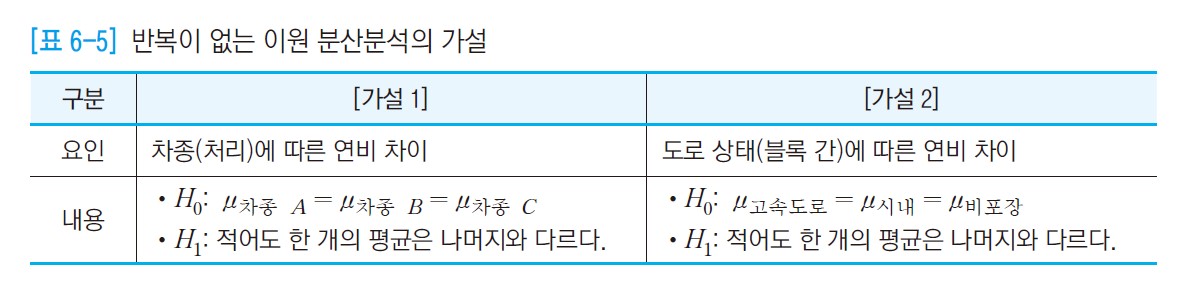 [표 6-5] 반복이 없는 이원 분산분석의 가설
구분 [가설 1] [가설 2]
요인 차종(처리)에 따른 연비 차이 도로 상태(블록 간)에 따른 연비 차이
내용 • H₀: μ차종 A = μ차종 B = μ차종 C • H₀: μ고속도로 = μ시내 = μ비포장
• H₁: 적어도 한 개의 평균은 나머지와 다르다. • H₁: 적어도 한 개의 평균은 나머지와 다르다.